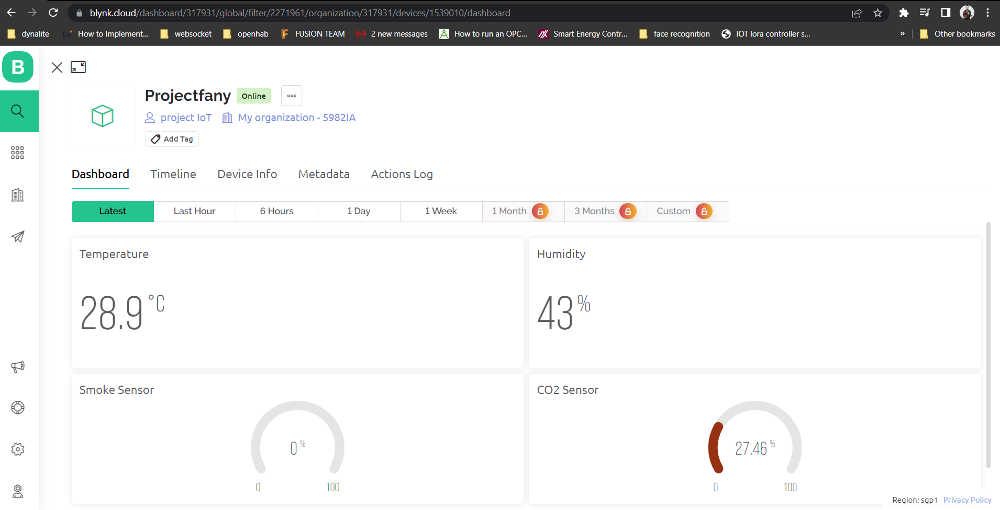 blynk.cloud/dashboard/317931/global/filter/2271961/organization/317931/devices/1539010/dashboard
dynalite How to Implement... websocket openhab FUSION TEAM 2 new messages How to run an OPC... Smart Energy Contr... face recognition IOT lora controller s... » Other bookmarks
B
Projectfany Online
project IoT My organization - 5982IA
Add Tag
Dashboard Timeline Device Info Metadata Actions Log
Latest Last Hour 6 Hours 1 Day 1 Week 1 Month 3 Months Custom
Temperature
28.9 °C
Humidity
43 %
Smoke Sensor
0 %
0 100
CO2 Sensor
27.46 %
0 100
Region: sgp1 Privacy Policy